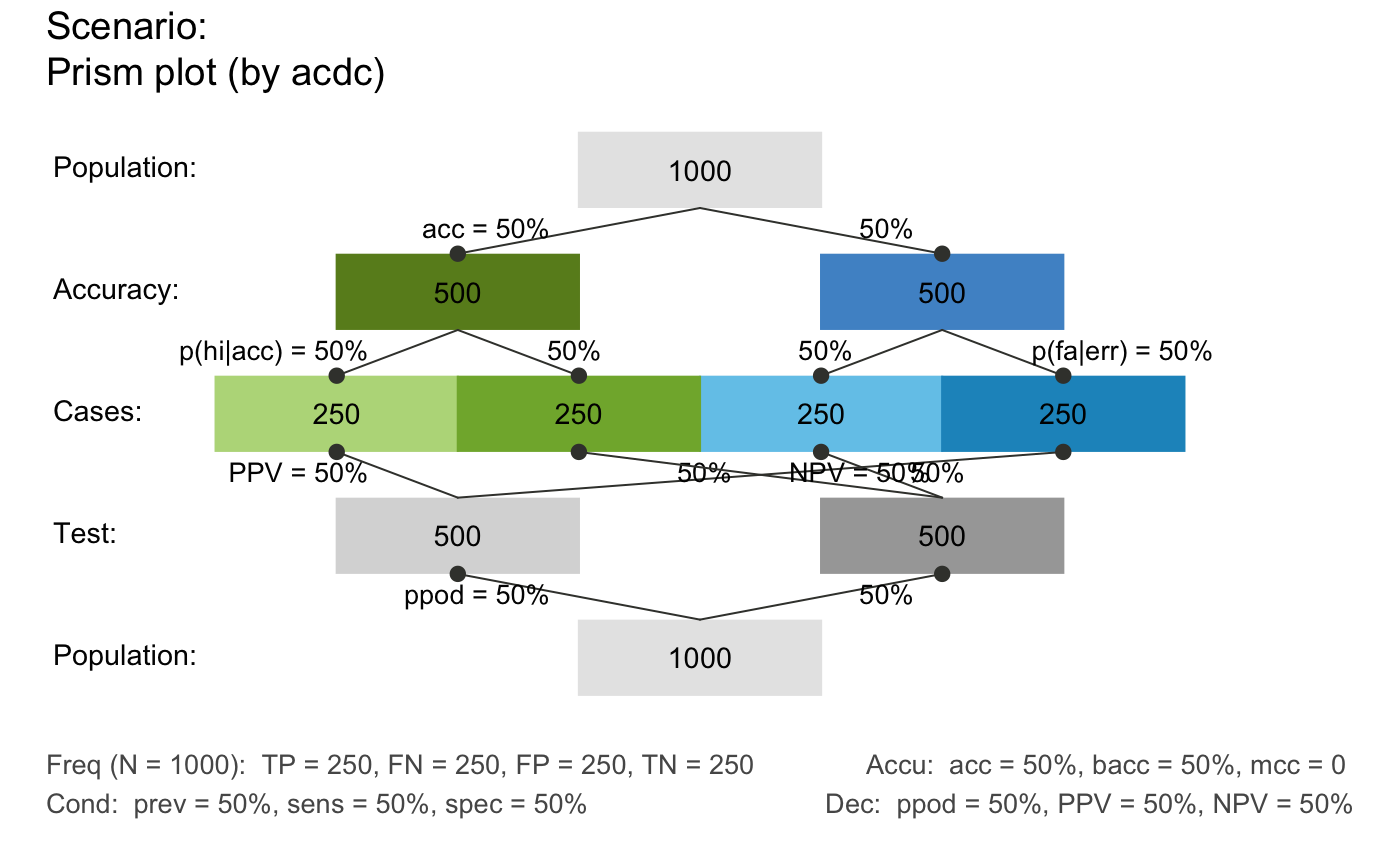 Scenario:
Prism plot (by acdc)
Population:
1000
acc = 50%
50%
Accuracy:
500
500
p(hi|acc) = 50%
50%
50%
p(fa|err) = 50%
Cases:
250
250
250
250
PPV = 50%
50%
NPV = 50%
50%
Test:
500
500
ppod = 50%
50%
Population:
1000
Freq (N = 1000):  TP = 250, FN = 250, FP = 250, TN = 250
Accu:  acc = 50%, bacc = 50%, mcc = 0
Cond:  prev = 50%, sens = 50%, spec = 50%
Dec:  ppod = 50%, PPV = 50%, NPV = 50%